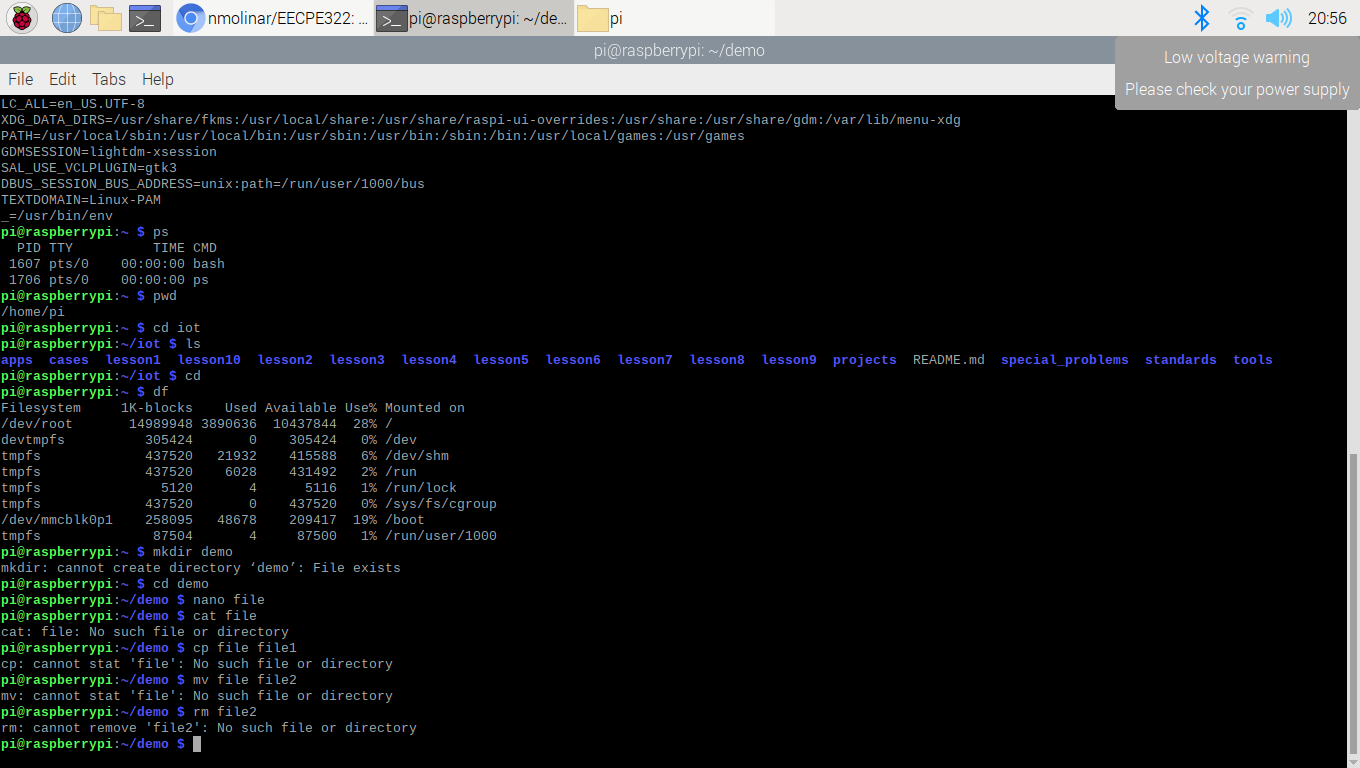 nmolinar/EECPE322: ... pi@raspberrypi: ~/de... pi 20:56
pi@raspberrypi: ~/demo
Low voltage warning
Please check your power supply
File Edit Tabs Help
LC_ALL=en_US.UTF-8
XDG_DATA_DIRS=/usr/share/fkms:/usr/local/share:/usr/share/raspi-ui-overrides:/usr/share:/usr/share/gdm:/var/lib/menu-xdg
PATH=/usr/local/sbin:/usr/local/bin:/usr/sbin:/usr/bin:/sbin:/bin:/usr/local/games:/usr/games
GDMSESSION=lightdm-xsession
SAL_USE_VCLPLUGIN=gtk3
DBUS_SESSION_BUS_ADDRESS=unix:path=/run/user/1000/bus
TEXTDOMAIN=Linux-PAM
_=/usr/bin/env
pi@raspberrypi:~ $ ps
  PID TTY          TIME CMD
 1607 pts/0    00:00:00 bash
 1706 pts/0    00:00:00 ps
pi@raspberrypi:~ $ pwd
/home/pi
pi@raspberrypi:~ $ cd iot
pi@raspberrypi:~/iot $ ls
apps  cases  lesson1  lesson10  lesson2  lesson3  lesson4  lesson5  lesson6  lesson7  lesson8  lesson9  projects  README.md  special_problems  standards  tools
pi@raspberrypi:~/iot $ cd
pi@raspberrypi:~ $ df
Filesystem     1K-blocks    Used Available Use% Mounted on
/dev/root       14989948 3890636  10437844  28% /
devtmpfs          305424       0    305424   0% /dev
tmpfs             437520   21932    415588   6% /dev/shm
tmpfs             437520    6028    431492   2% /run
tmpfs               5120       4      5116   1% /run/lock
tmpfs             437520       0    437520   0% /sys/fs/cgroup
/dev/mmcblk0p1    258095   48678    209417  19% /boot
tmpfs              87504       4     87500   1% /run/user/1000
pi@raspberrypi:~ $ mkdir demo
mkdir: cannot create directory ‘demo’: File exists
pi@raspberrypi:~ $ cd demo
pi@raspberrypi:~/demo $ nano file
pi@raspberrypi:~/demo $ cat file
cat: file: No such file or directory
pi@raspberrypi:~/demo $ cp file file1
cp: cannot stat 'file': No such file or directory
pi@raspberrypi:~/demo $ mv file file2
mv: cannot stat 'file': No such file or directory
pi@raspberrypi:~/demo $ rm file2
rm: cannot remove 'file2': No such file or directory
pi@raspberrypi:~/demo $